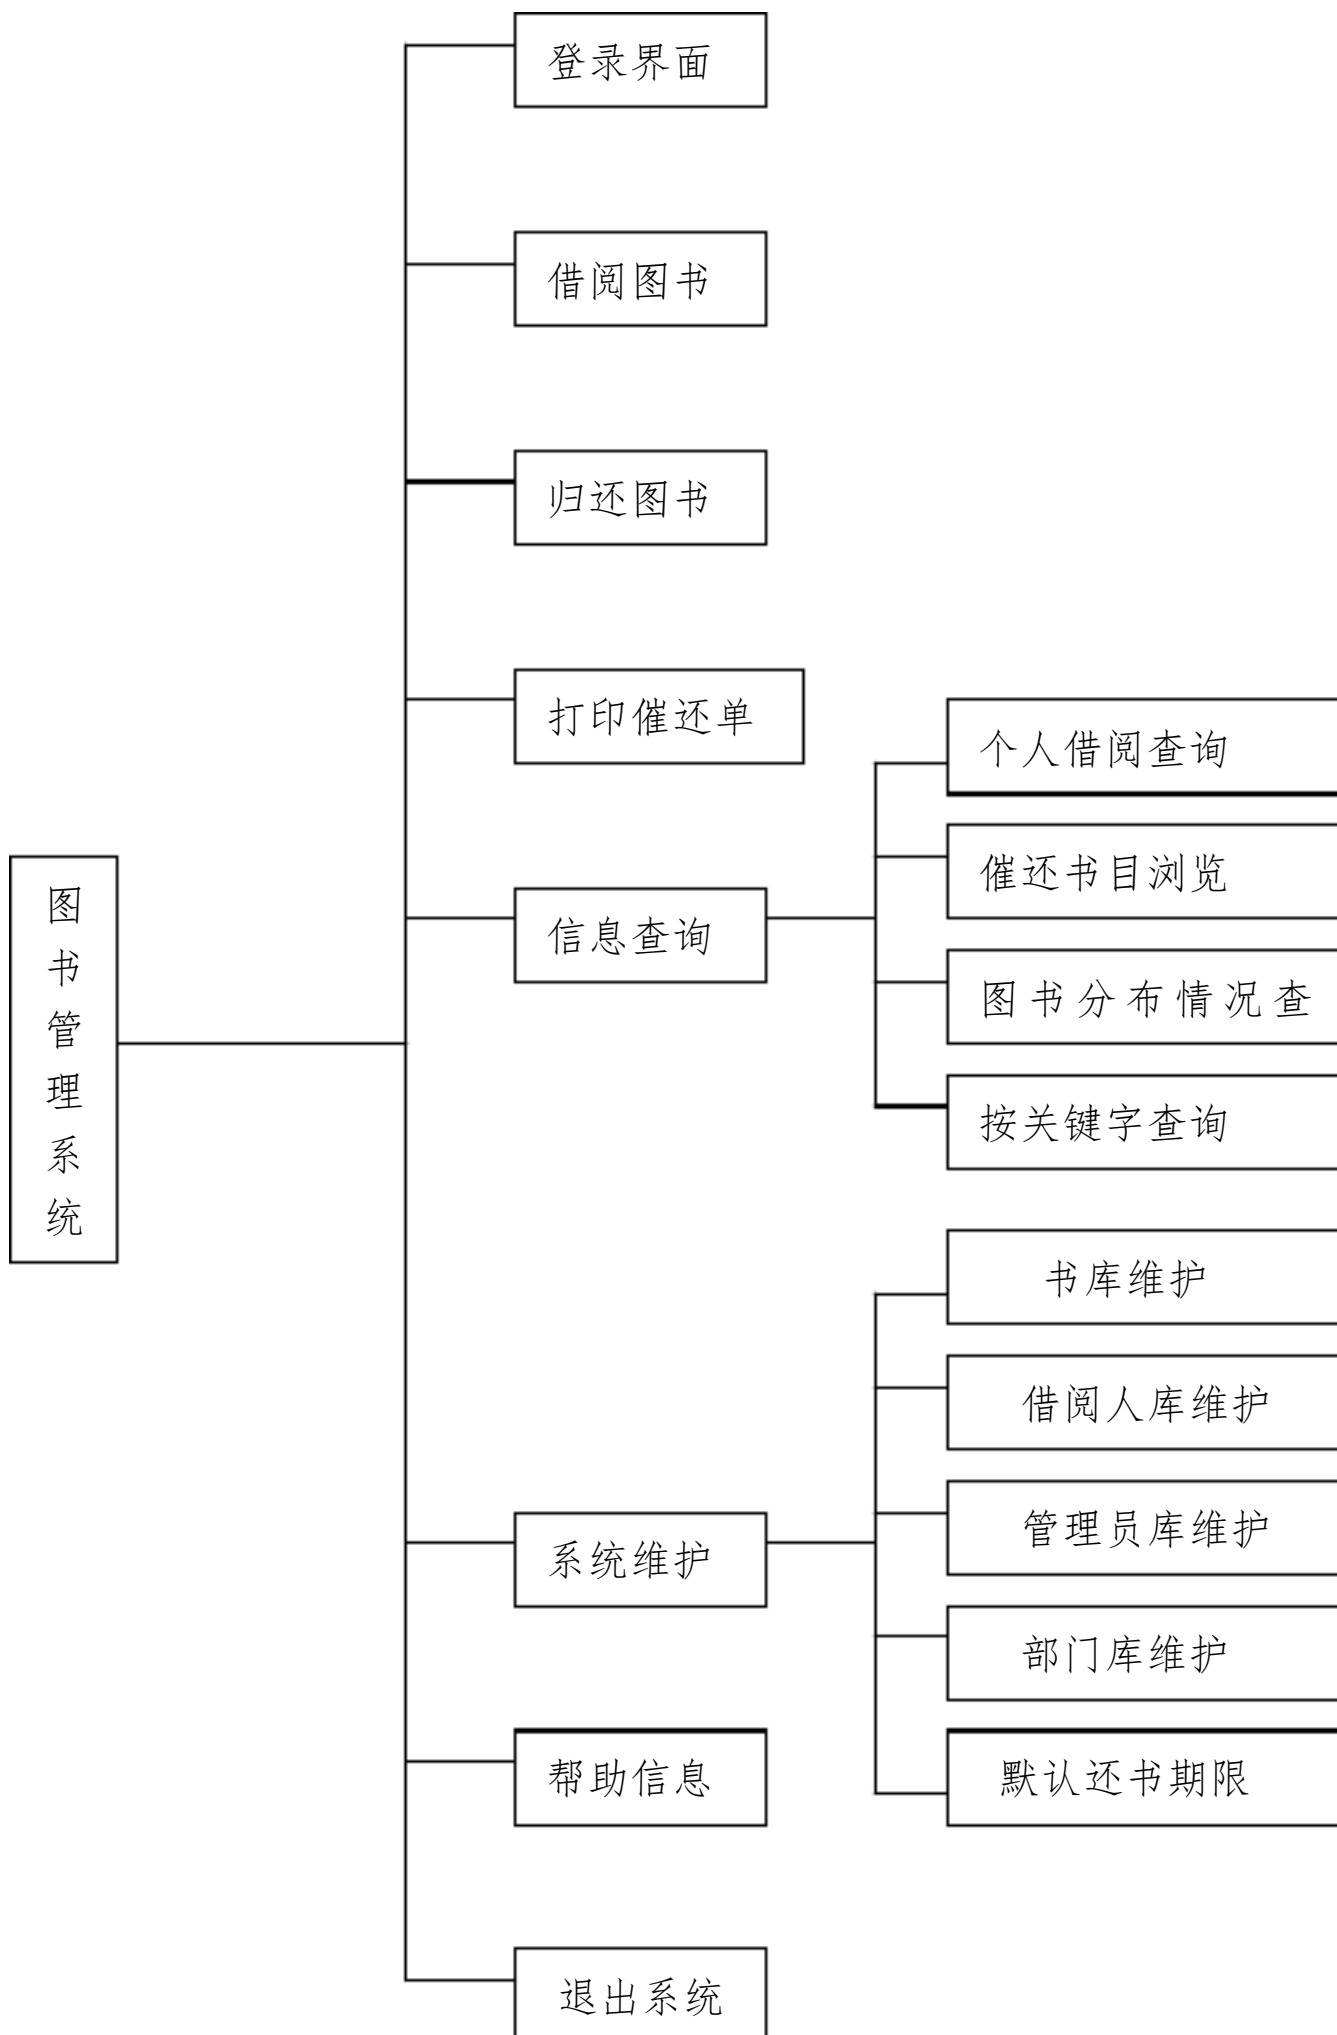 登录界面
借阅图书
归还图书
打印催还单
个人借阅查询
催还书目浏览
图书管理系统
信息查询
图书分布情况查
按关键字查询
书库维护
借阅人库维护
管理员库维护
系统维护
部门库维护
帮助信息
默认还书期限
退出系统